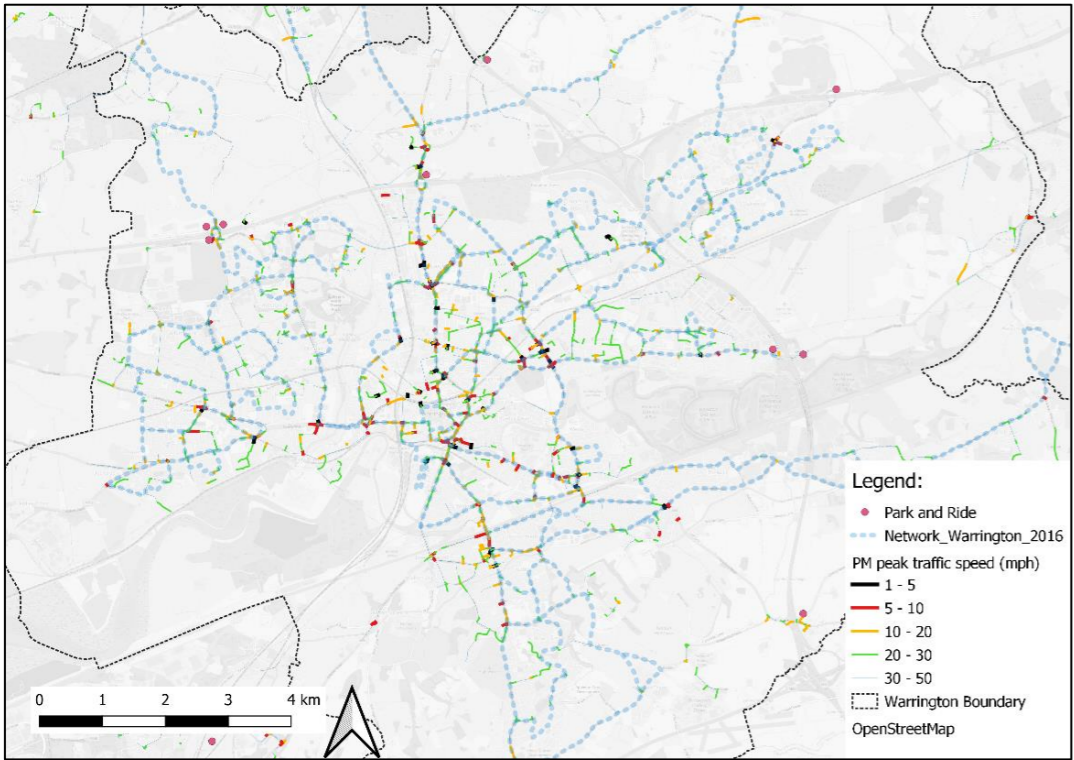 Legend:
Park and Ride
Network_Warrington_2016
PM peak traffic speed (mph)
1 - 5
5 - 10
10 - 20
20 - 30
30 - 50
Warrington Boundary
OpenStreetMap
0 1 2 3 4 km